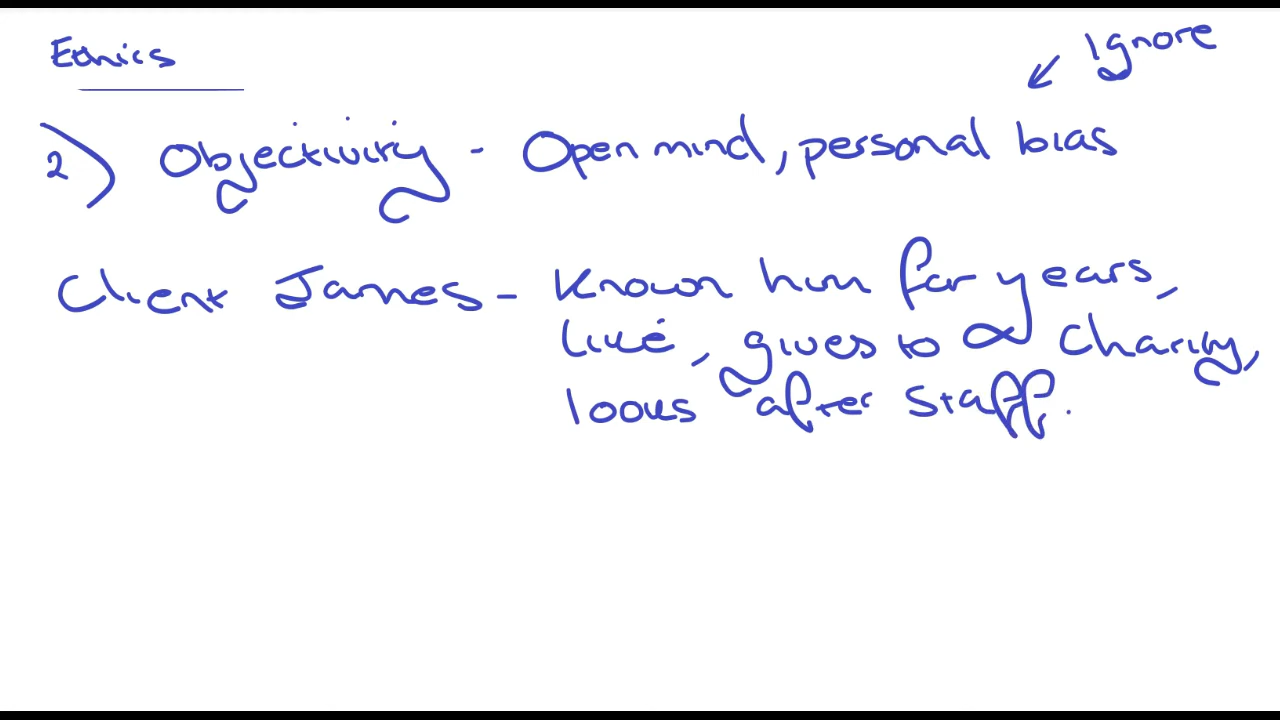 Ethics
Ignore
2) Objectivity - Open mind, personal bias
Client James - Known him for years,
like, gives to charity,
looks after staff.